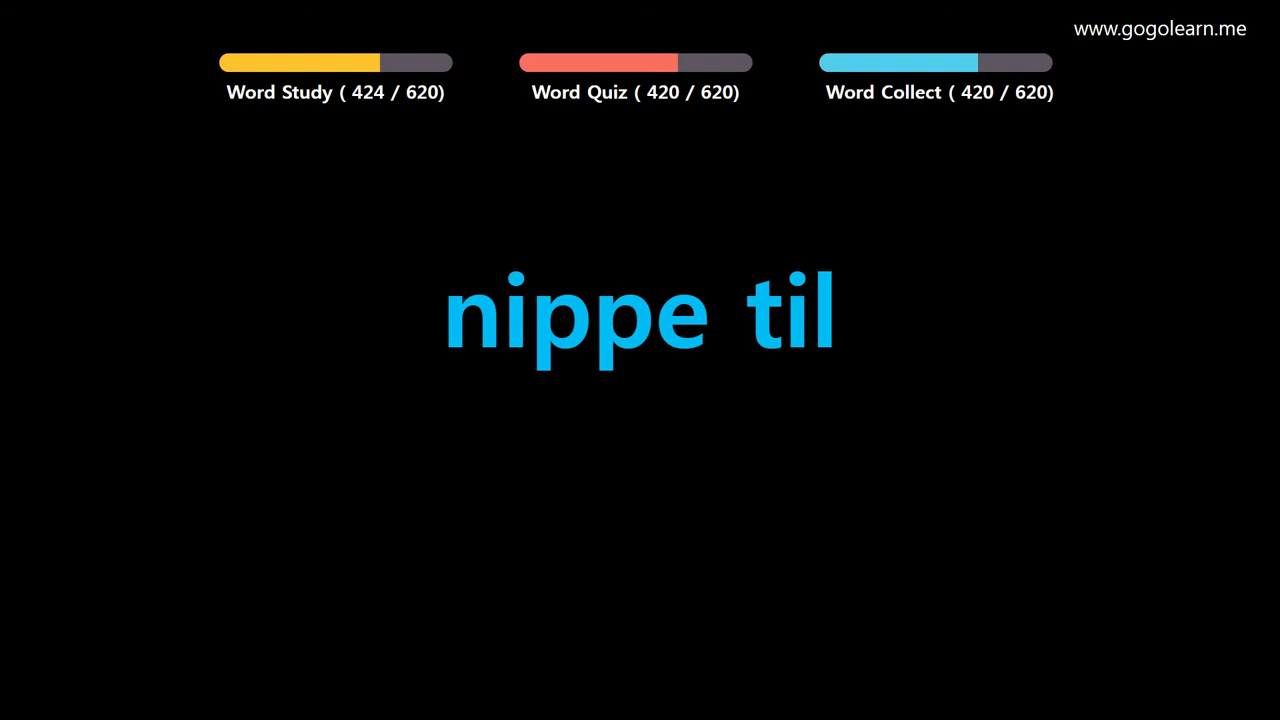 www.gogolearn.me
Word Study ( 424 / 620)
Word Quiz ( 420 / 620)
Word Collect ( 420 / 620)
nippe til